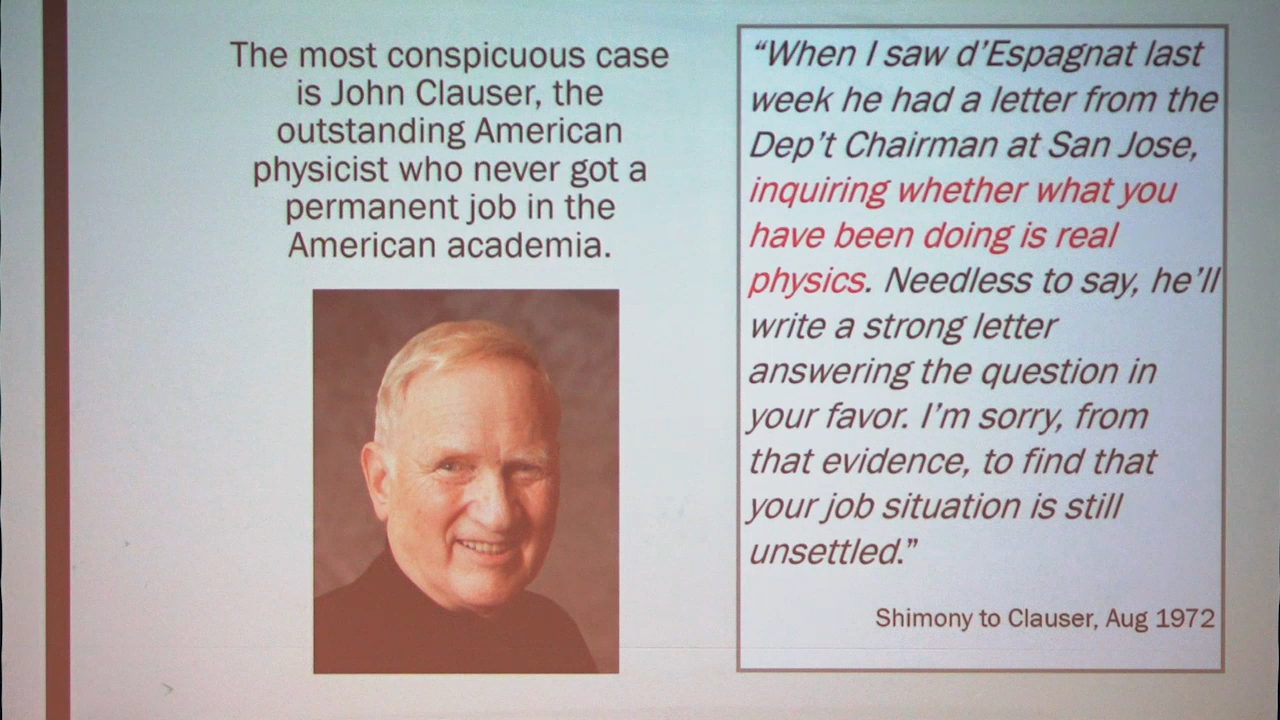 The most conspicuous case
is John Clauser, the
outstanding American
physicist who never got a
permanent job in the
American academia.
“When I saw d’Espagnat last
week he had a letter from the
Dep’t Chairman at San Jose,
inquiring whether what you
have been doing is real
physics. Needless to say, he’ll
write a strong letter
answering the question in
your favor. I’m sorry, from
that evidence, to find that
your job situation is still
unsettled.”
Shimony to Clauser, Aug 1972